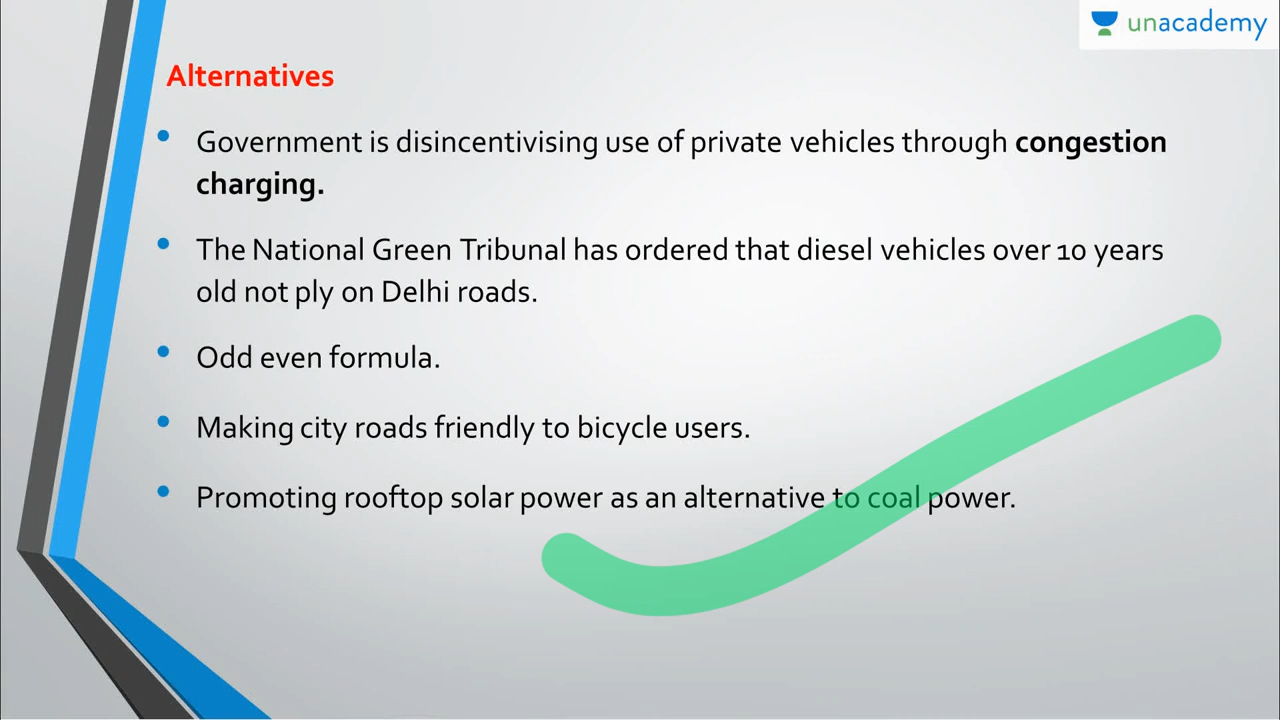 unacademy
Alternatives
• Government is disincentivising use of private vehicles through congestion
charging.
• The National Green Tribunal has ordered that diesel vehicles over 10 years
old not ply on Delhi roads.
• Odd even formula.
• Making city roads friendly to bicycle users.
• Promoting rooftop solar power as an alternative to coal power.